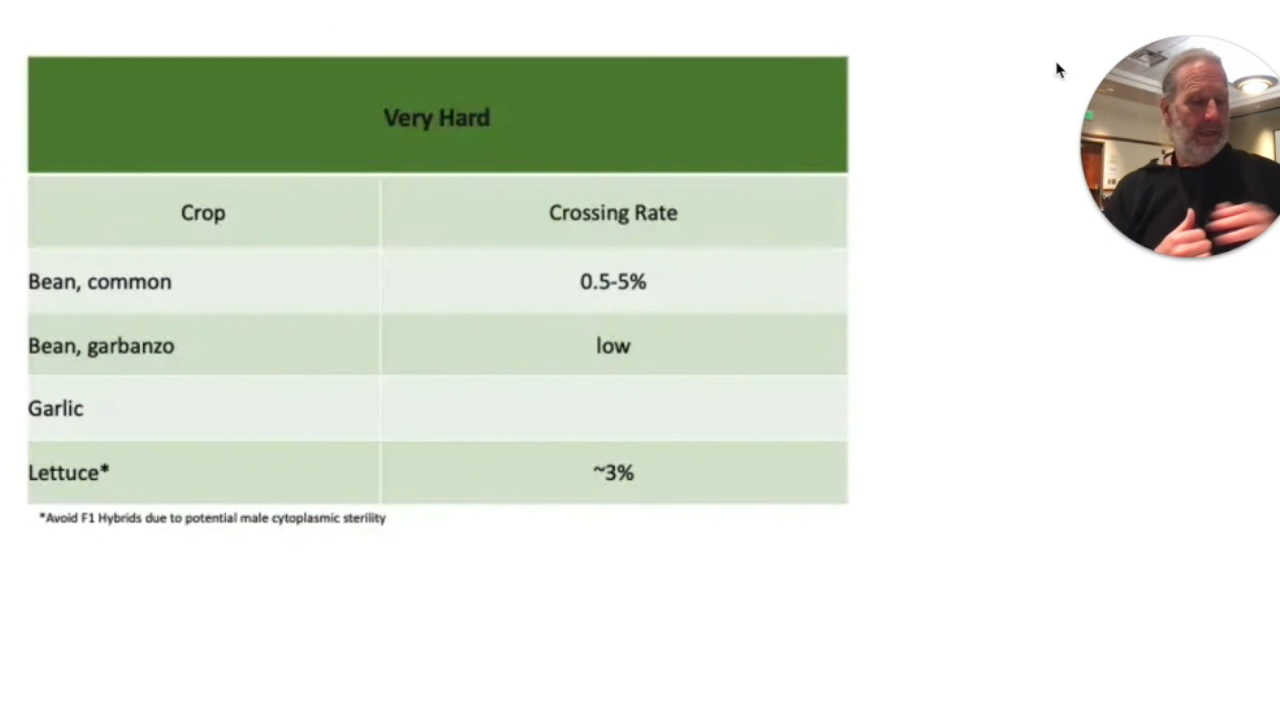 Very Hard
Crop Crossing Rate
Bean, common 0.5-5%
Bean, garbanzo low
Garlic
Lettuce* ~3%
*Avoid F1 Hybrids due to potential male cytoplasmic sterility